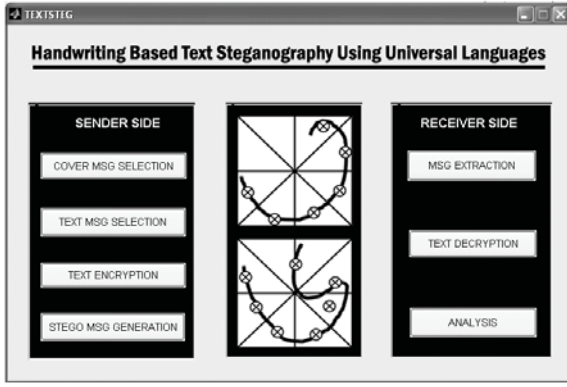 TEXTSTEG
Handwriting Based Text Steganography Using Universal Languages
SENDER SIDE
COVER MSG SELECTION
TEXT MSG SELECTION
TEXT ENCRYPTION
STEGO MSG GENERATION
RECEIVER SIDE
MSG EXTRACTION
TEXT DECRYPTION
ANALYSIS